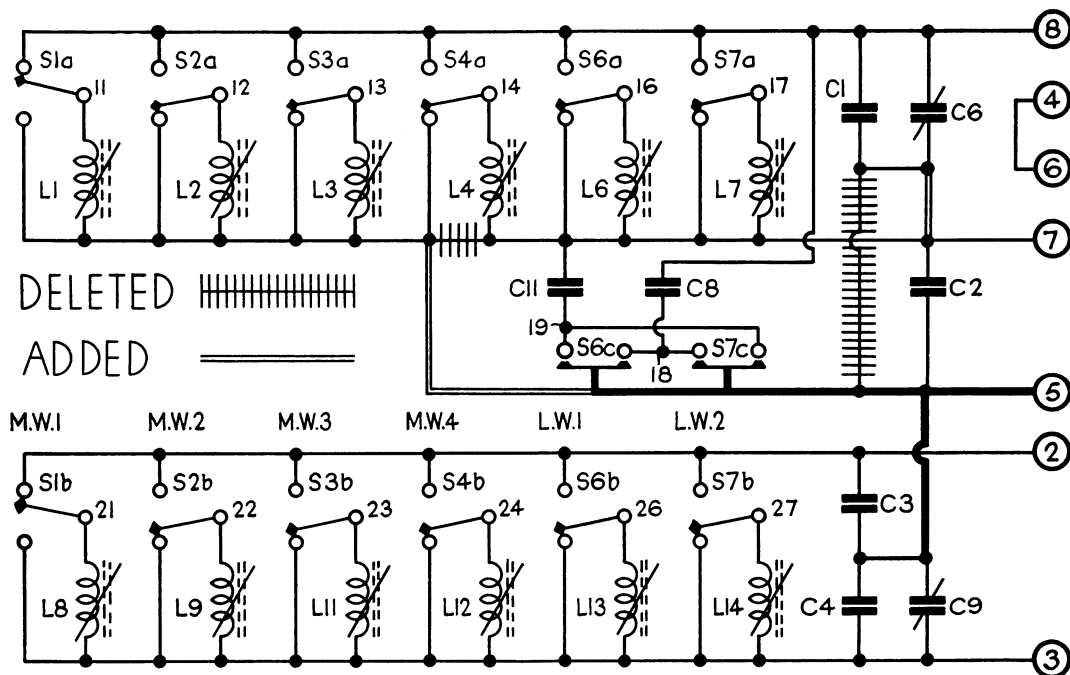 8
S1a S2a S3a S4a S6a S7a
11 12 13 14 16 17
C1 C6
4
6
L1 L2 L3 L4 L6 L7
7
DELETED
C11 C8 C2
19
ADDED
S6c S7c
18
5
M.W.1 M.W.2 M.W.3 M.W.4 L.W.1 L.W.2
2
S1b S2b S3b S4b S6b S7b
21 22 23 24 26 27
C3
L8 L9 L11 L12 L13 L14 C4 C9
3